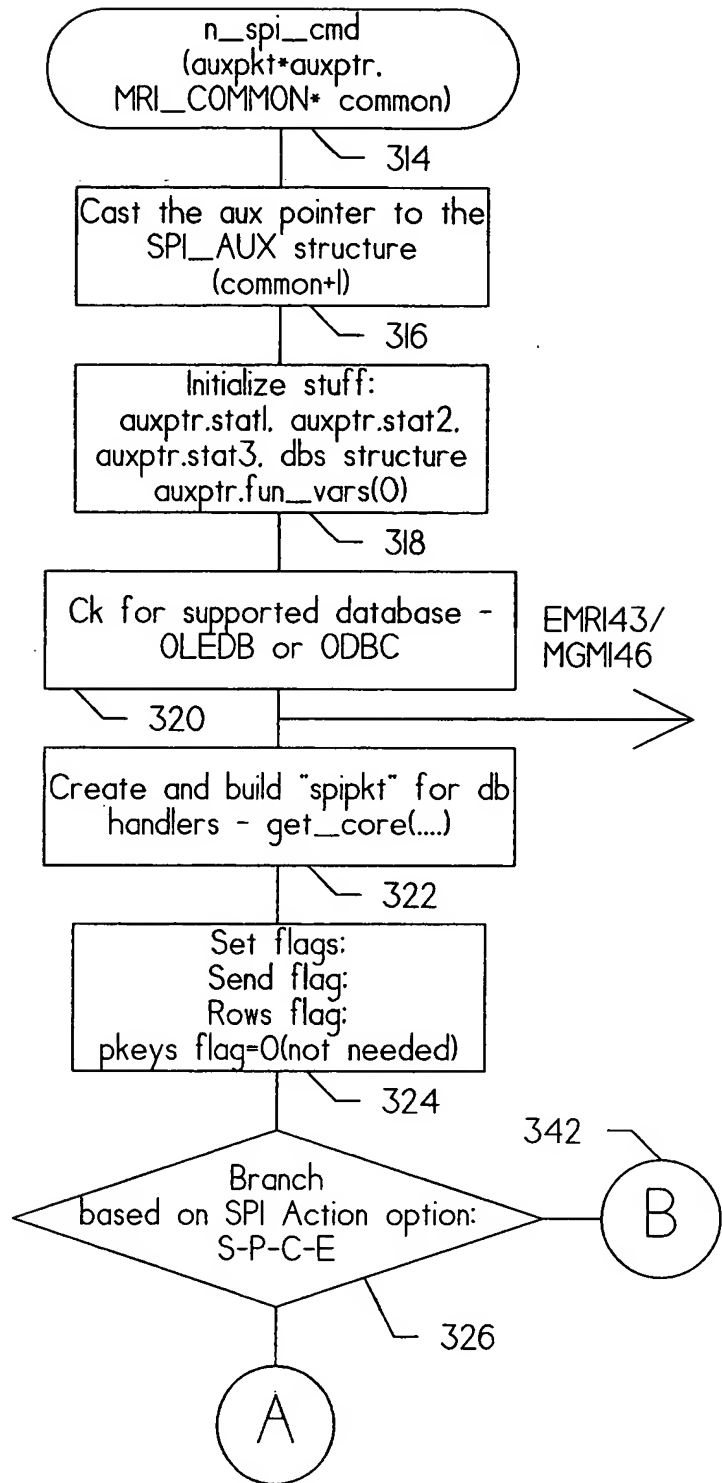 n_spi_cmd
(auxpkt*auxptr.
MRI_COMMON* common)
314
Cast the aux pointer to the
SPI_AUX structure
(common+1)
316
Initialize stuff:
auxptr.stat1, auxptr.stat2,
auxptr.stat3, dbs structure
auxptr.fun_vars(0)
318
Ck for supported database -
OLEDB or ODBC
EMRI43/
MGMI46
320
Create and build "spipkt" for db
handlers - get_core(....)
322
Set flags:
Send flag:
Rows flag:
pkeys flag=0(not needed)
324
342
Branch
based on SPI Action option:
S-P-C-E
B
326
A